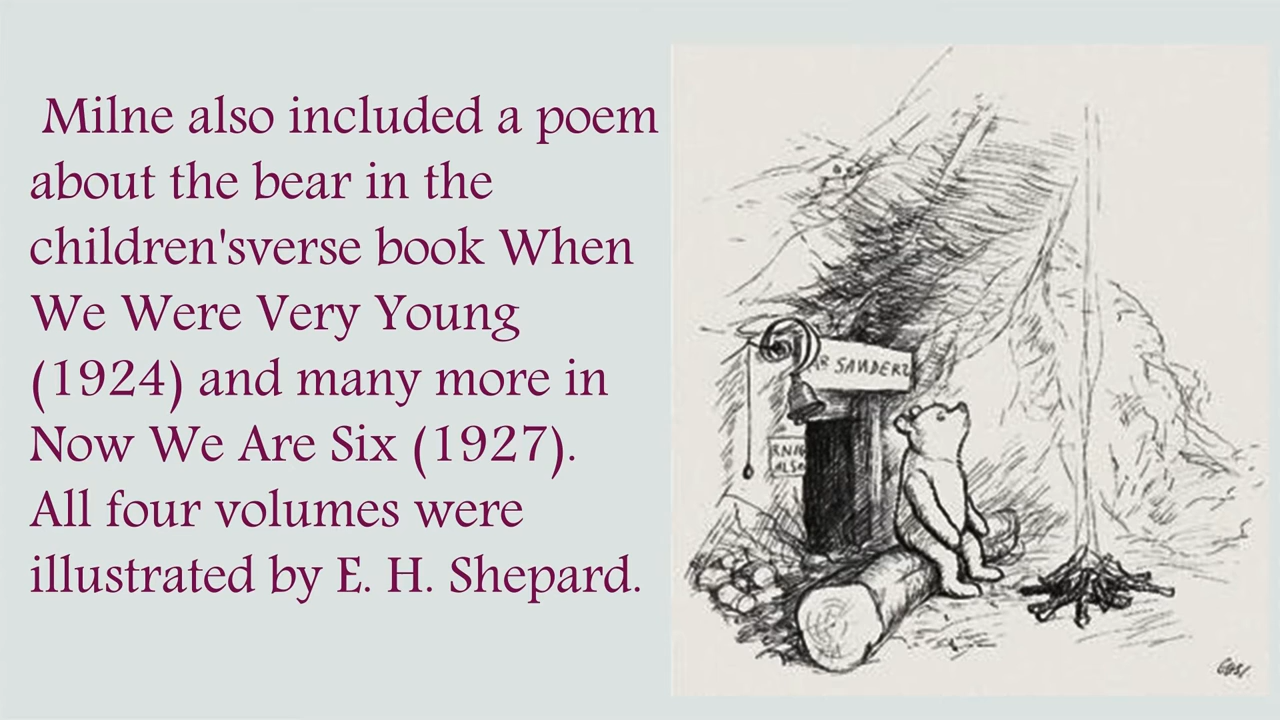 Milne also included a poem
about the bear in the
children'sverse book When
We Were Very Young
(1924) and many more in
Now We Are Six (1927).
All four volumes were
illustrated by E. H. Shepard.
SANDERZ